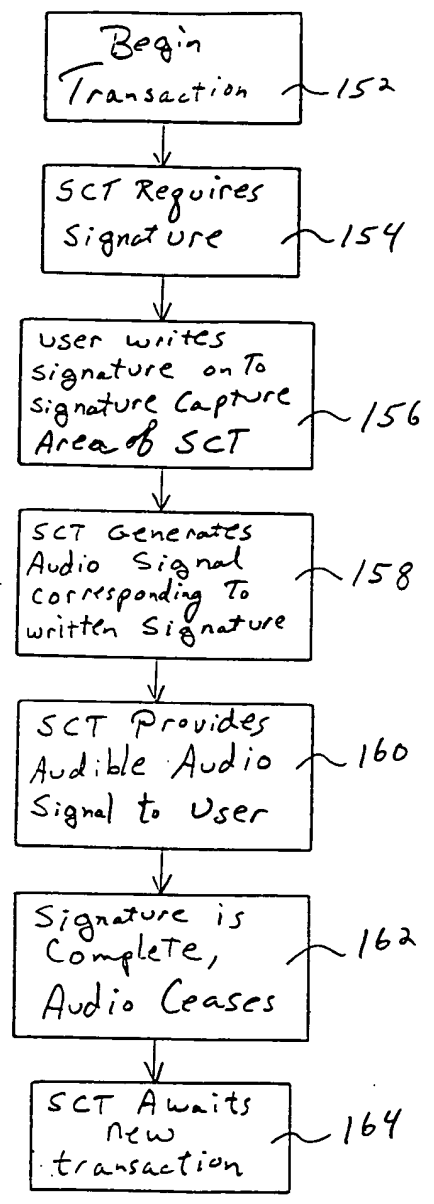 Begin
Transaction
152
SCT Requires
Signature
154
user writes
signature on To
signature Capture
Area of SCT
156
SCT Generates
Audio Signal
corresponding To
written Signature
158
SCT Provides
Audible Audio
Signal to User
160
Signature is
Complete,
Audio Ceases
162
SCT Awaits
new
transaction
164